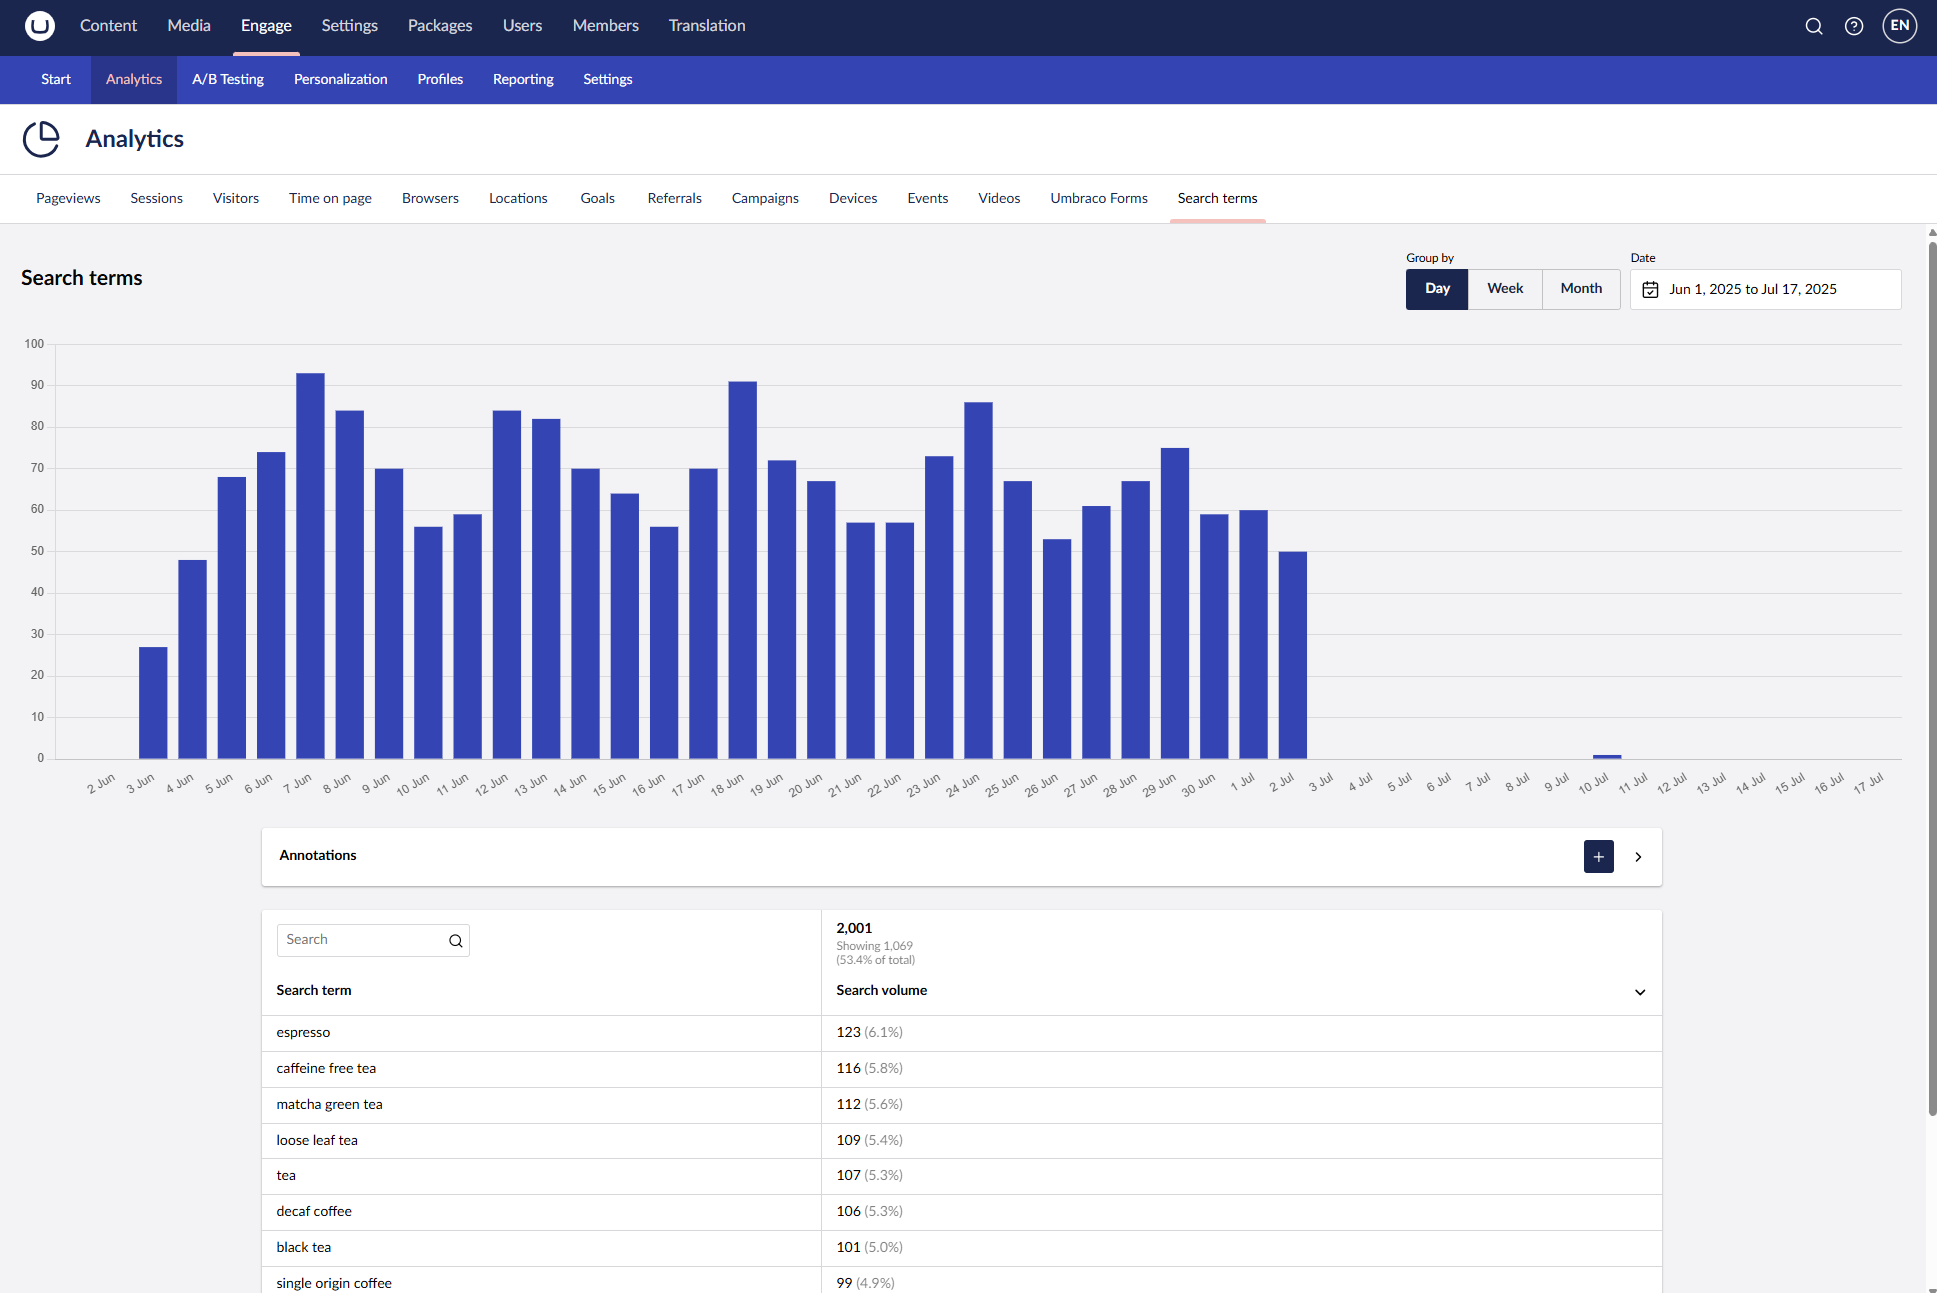 Content Media Engage Settings Packages Users Members Translation EN
Start Analytics A/B Testing Personalization Profiles Reporting Settings
Analytics
Pageviews Sessions Visitors Time on page Browsers Locations Goals Referrals Campaigns Devices Events Videos Umbraco Forms Search terms
Search terms
Group by
Day Week Month
Date
Jun 1, 2025 to Jul 17, 2025
100
90
80
70
60
50
40
30
20
10
0
2 Jun 3 Jun 4 Jun 5 Jun 6 Jun 7 Jun 8 Jun 9 Jun 10 Jun 11 Jun 12 Jun 13 Jun 14 Jun 15 Jun 16 Jun 17 Jun 18 Jun 19 Jun 20 Jun 21 Jun 22 Jun 23 Jun 24 Jun 25 Jun 26 Jun 27 Jun 28 Jun 29 Jun 30 Jun 1 Jul 2 Jul 3 Jul 4 Jul 5 Jul 6 Jul 7 Jul 8 Jul 9 Jul 10 Jul 11 Jul 12 Jul 13 Jul 14 Jul 15 Jul 16 Jul 17 Jul
Annotations
Search
2,001
Showing 1,069
(53.4% of total)
Search term Search volume
espresso 123 (6.1%)
caffeine free tea 116 (5.8%)
matcha green tea 112 (5.6%)
loose leaf tea 109 (5.4%)
tea 107 (5.3%)
decaf coffee 106 (5.3%)
black tea 101 (5.0%)
single origin coffee 99 (4.9%)